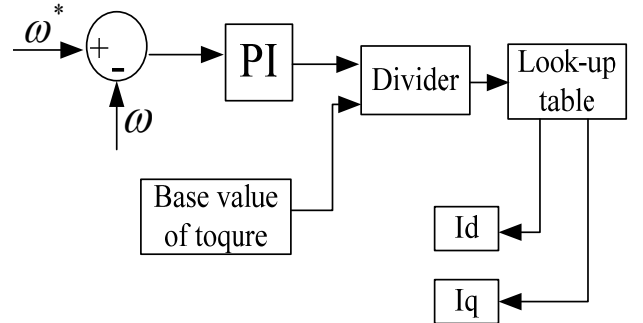 ω*
+
-
ω
PI
Divider
Look-up
table
Base value
of toqure
Id
Iq